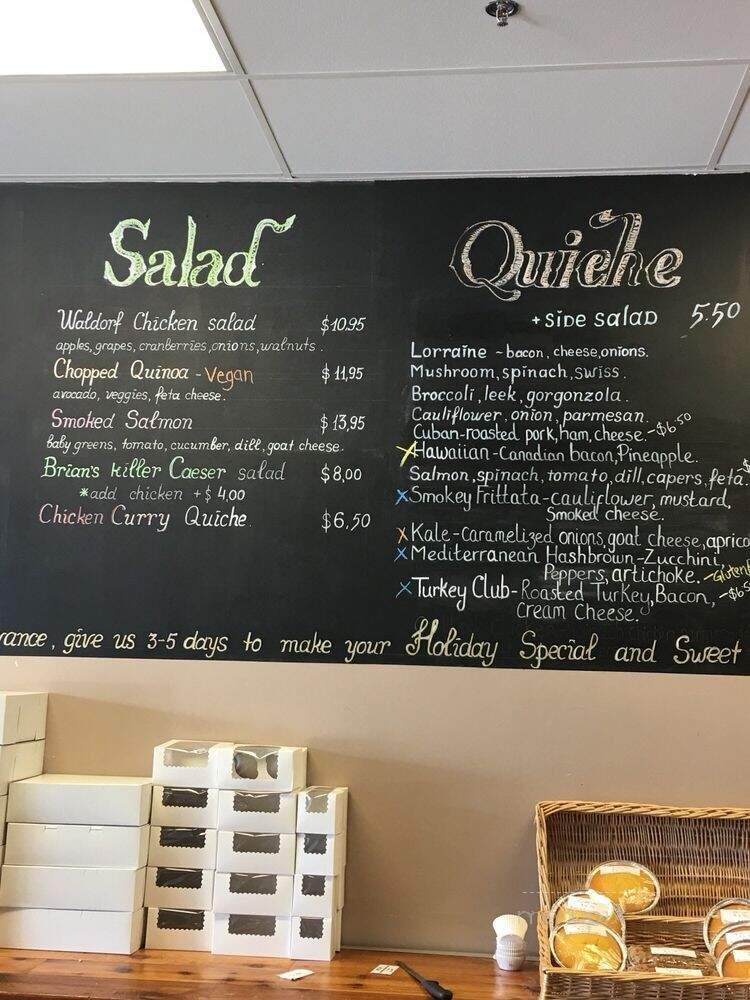 Salad
Waldorf Chicken salad $10.95
apples, grapes, cranberries, onions, walnuts.
Chopped Quinoa - Vegan $11,95
avocado, veggies, feta cheese.
Smoked Salmon $13,95
baby greens, tomato, cucumber, dill, goat cheese.
Brian's killer Caeser salad $8,00
*add chicken +$4,00
Chicken Curry Quiche $6,50
Quiche
+ SIDE SALAD 5.50
Lorraine ~ bacon, cheese, onions.
Mushroom, spinach, swiss.
Broccoli, leek, gorgonzola.
Cauliflower, onion, parmesan.
Cuban-roasted pork, ham, cheese. -$6.50
Hawaiian - Canadian bacon, Pineapple.
Salmon, spinach, tomato, dill, capers, feta. $
Smokey Frittata - cauliflower, mustard,
Smoked cheese.
Kale - Caramelized onions, goat cheese, aprico
Mediterranean Hashbrown - Zucchini,
Peppers, artichoke. - Gluten
Turkey Club - Roasted Turkey, Bacon, -$6.5
Cream Cheese.
vance, give us 3-5 days to make your Holiday Special and Sweet